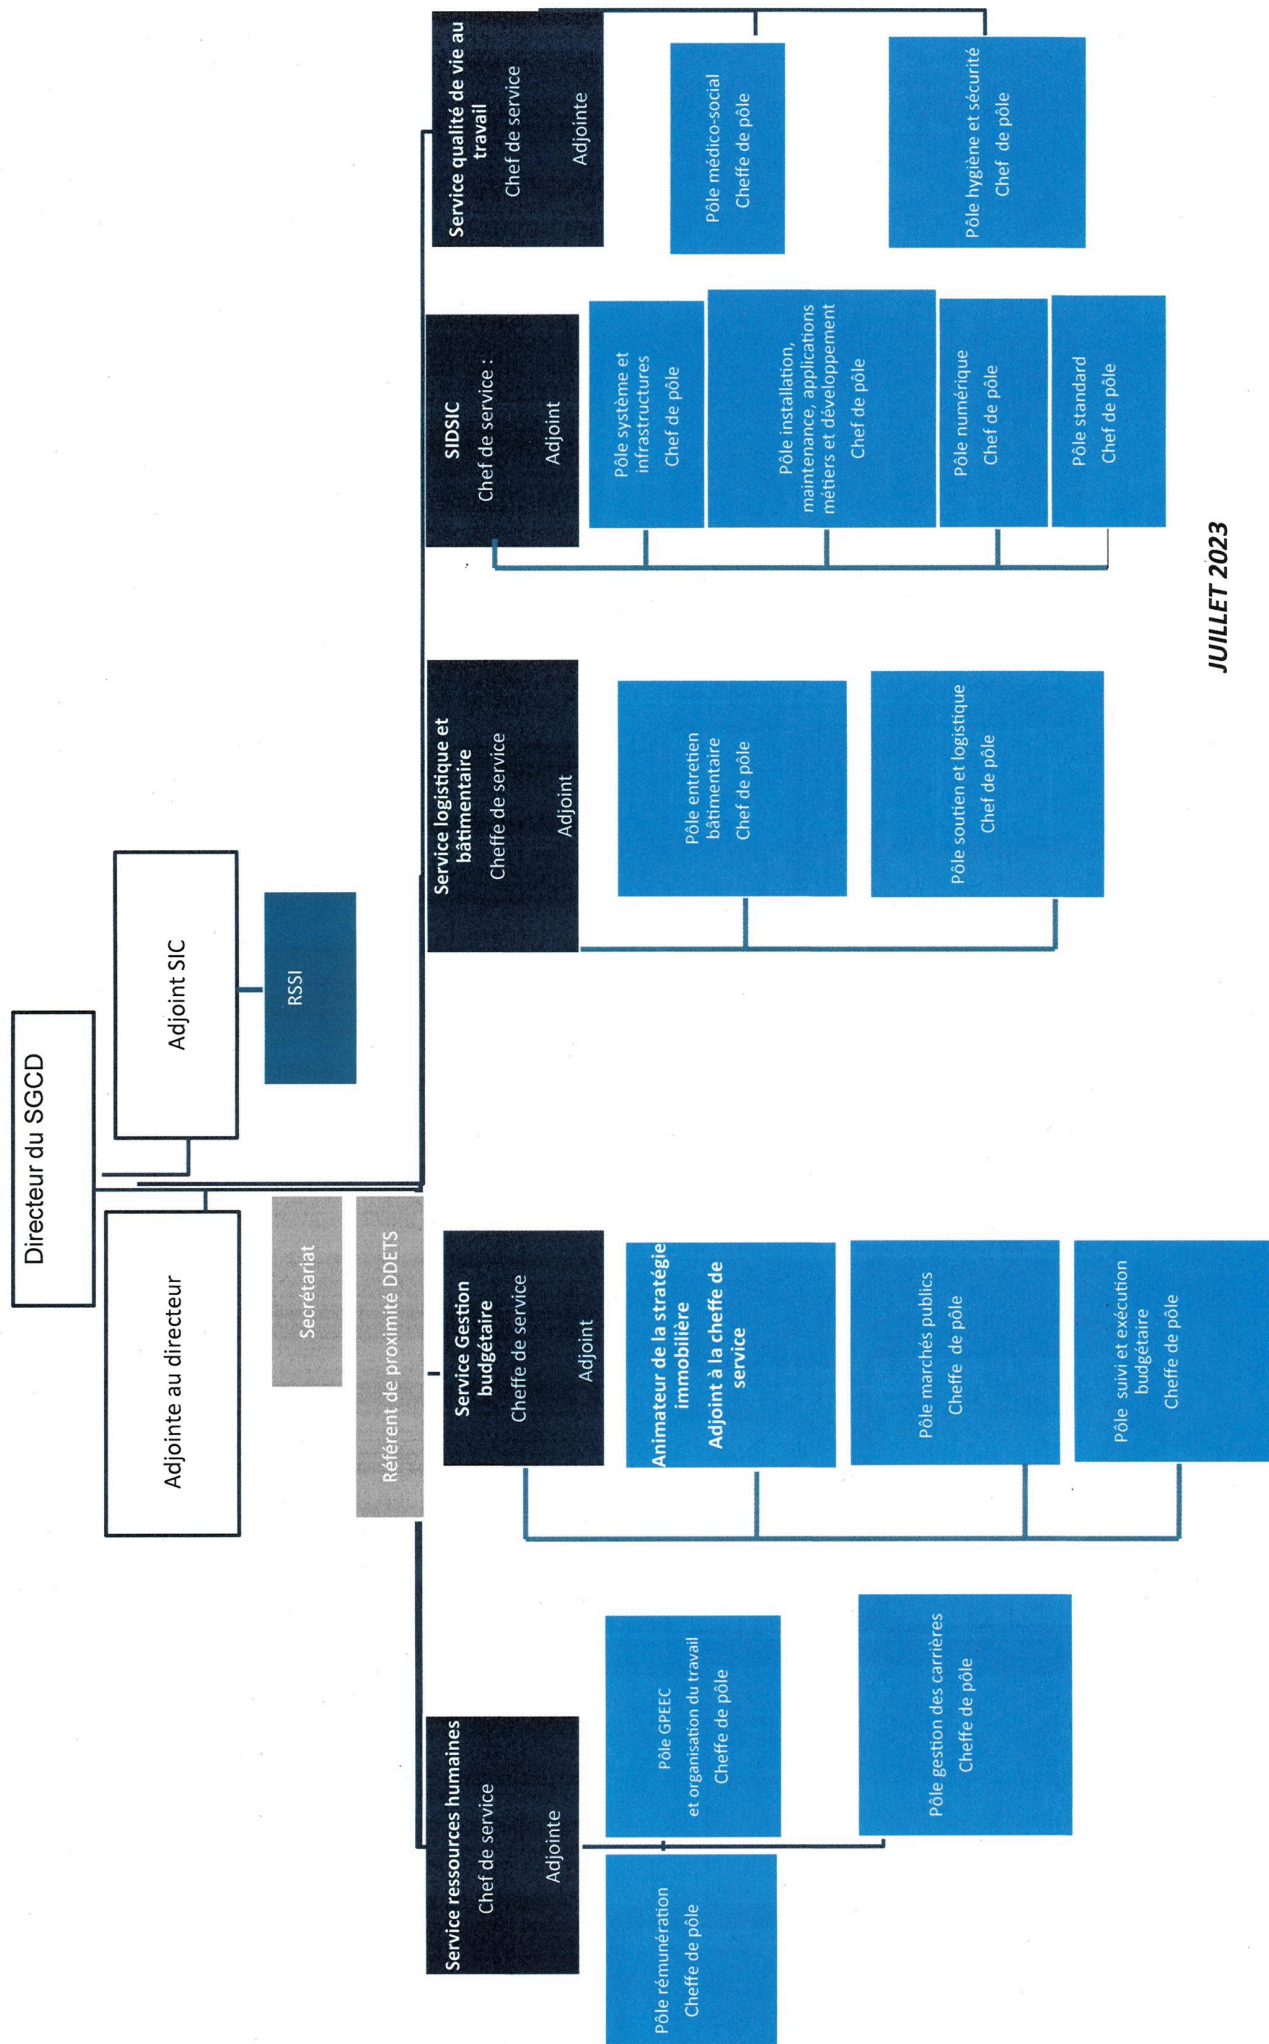 Directeur du SGCD
Adjointe au directeur
Adjoint SIC
RSSI
Secrétariat
Référent de proximité DDETS
Service ressources humaines
Chef de service
Adjointe
Pôle rémunération
Cheffe de pôle
Pôle GPEEC
et organisation du travail
Cheffe de pôle
Pôle gestion des carrières
Cheffe de pôle
Service Gestion
budgétaire
Cheffe de service
Adjoint
Animateur de la stratégie
immobilière
Adjoint à la cheffe de
service
Pôle marchés publics
Cheffe de pôle
Pôle suivi et exécution
budgétaire
Cheffe de pôle
Service logistique et
bâtimentaire
Cheffe de service
Adjoint
Pôle entretien
bâtimentaire
Chef de pôle
Pôle soutien et logistique
Chef de pôle
SIDSIC
Chef de service :
Adjoint
Pôle système et
infrastructures
Chef de pôle
Pôle installation,
maintenance, applications
métiers et développement
Chef de pôle
Pôle numérique
Chef de pôle
Pôle standard
Chef de pôle
Service qualité de vie au
travail
Chef de service
Adjointe
Pôle médico-social
Cheffe de pôle
Pôle hygiène et sécurité
Chef de pôle
JUILLET 2023